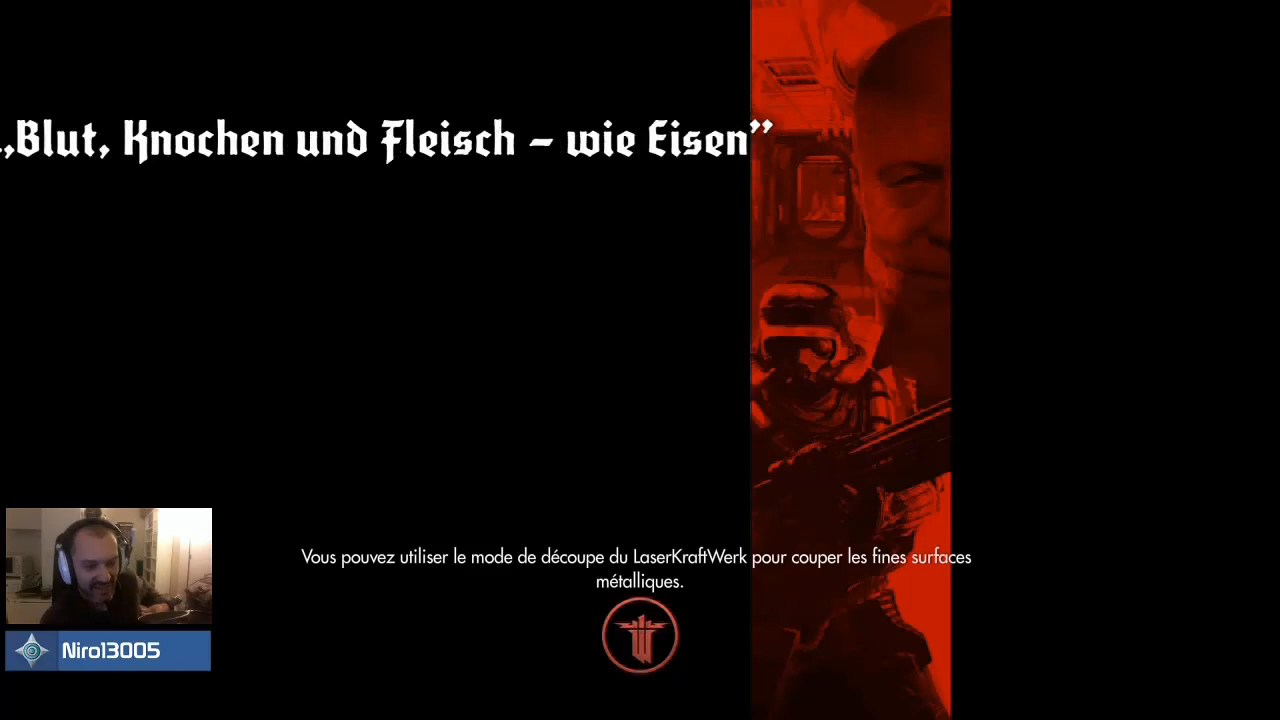 „Blut, Knochen und Fleisch – wie Eisen”
Vous pouvez utiliser le mode de découpe du LaserKraftWerk pour couper les fines surfaces
métalliques.
Niro13005